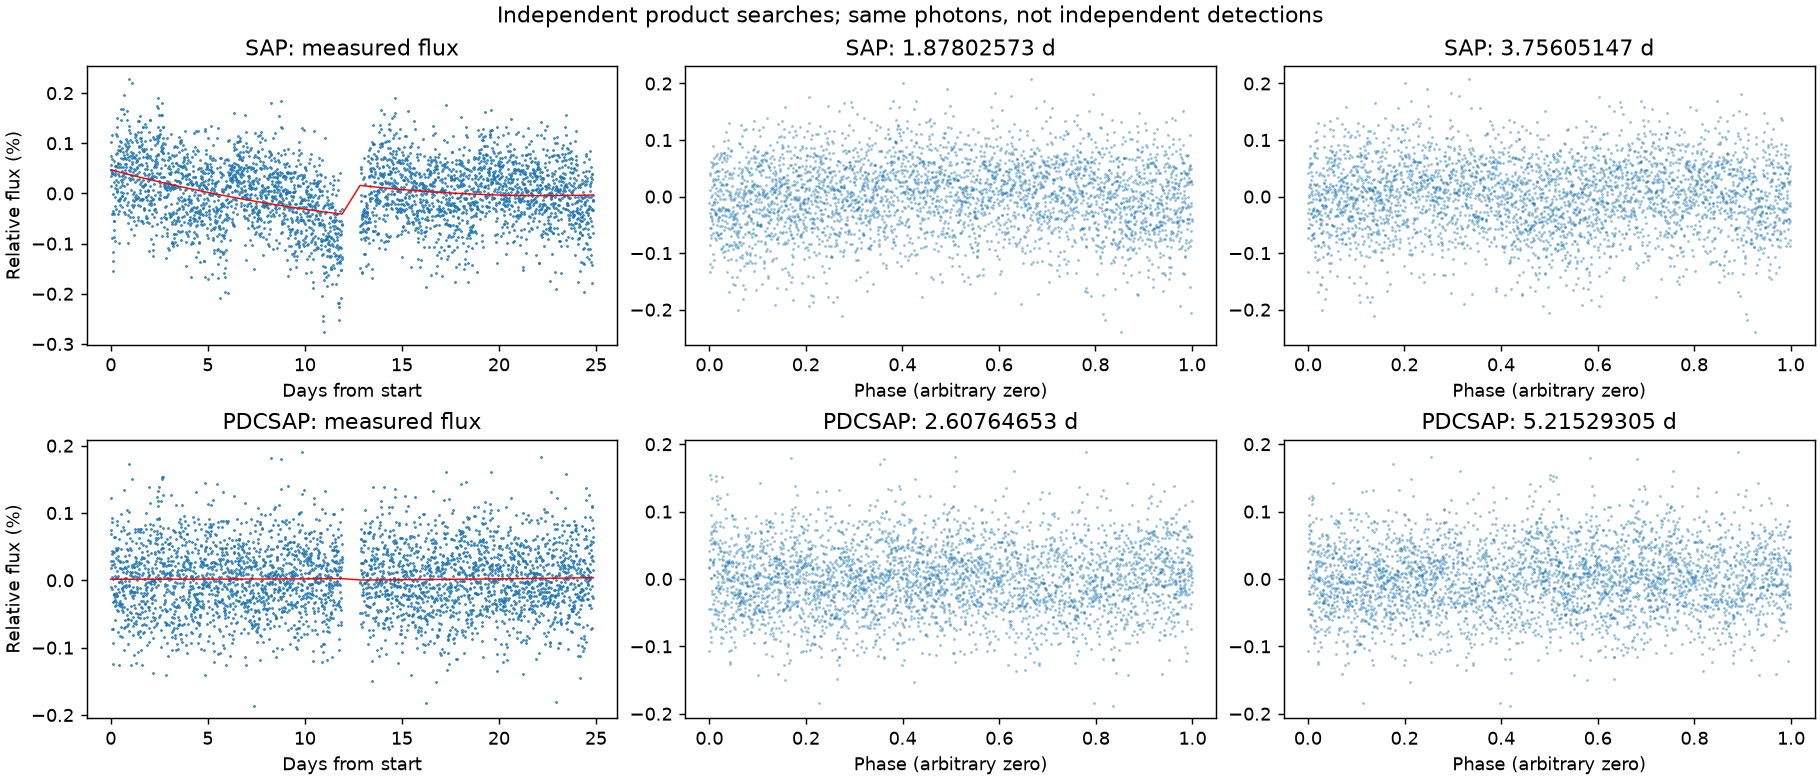 Independent product searches; same photons, not independent detections
SAP: measured flux
SAP: 1.87802573 d
SAP: 3.75605147 d
Relative flux (%)
0.2
0.1
0.0
−0.1
−0.2
−0.3
0 5 10 15 20 25
Days from start
0.2
0.1
0.0
−0.1
−0.2
0.0 0.2 0.4 0.6 0.8 1.0
Phase (arbitrary zero)
0.2
0.1
0.0
−0.1
−0.2
0.0 0.2 0.4 0.6 0.8 1.0
Phase (arbitrary zero)
PDCSAP: measured flux
PDCSAP: 2.60764653 d
PDCSAP: 5.21529305 d
Relative flux (%)
0.2
0.1
0.0
−0.1
−0.2
0 5 10 15 20 25
Days from start
0.2
0.1
0.0
−0.1
−0.2
0.0 0.2 0.4 0.6 0.8 1.0
Phase (arbitrary zero)
0.2
0.1
0.0
−0.1
−0.2
0.0 0.2 0.4 0.6 0.8 1.0
Phase (arbitrary zero)